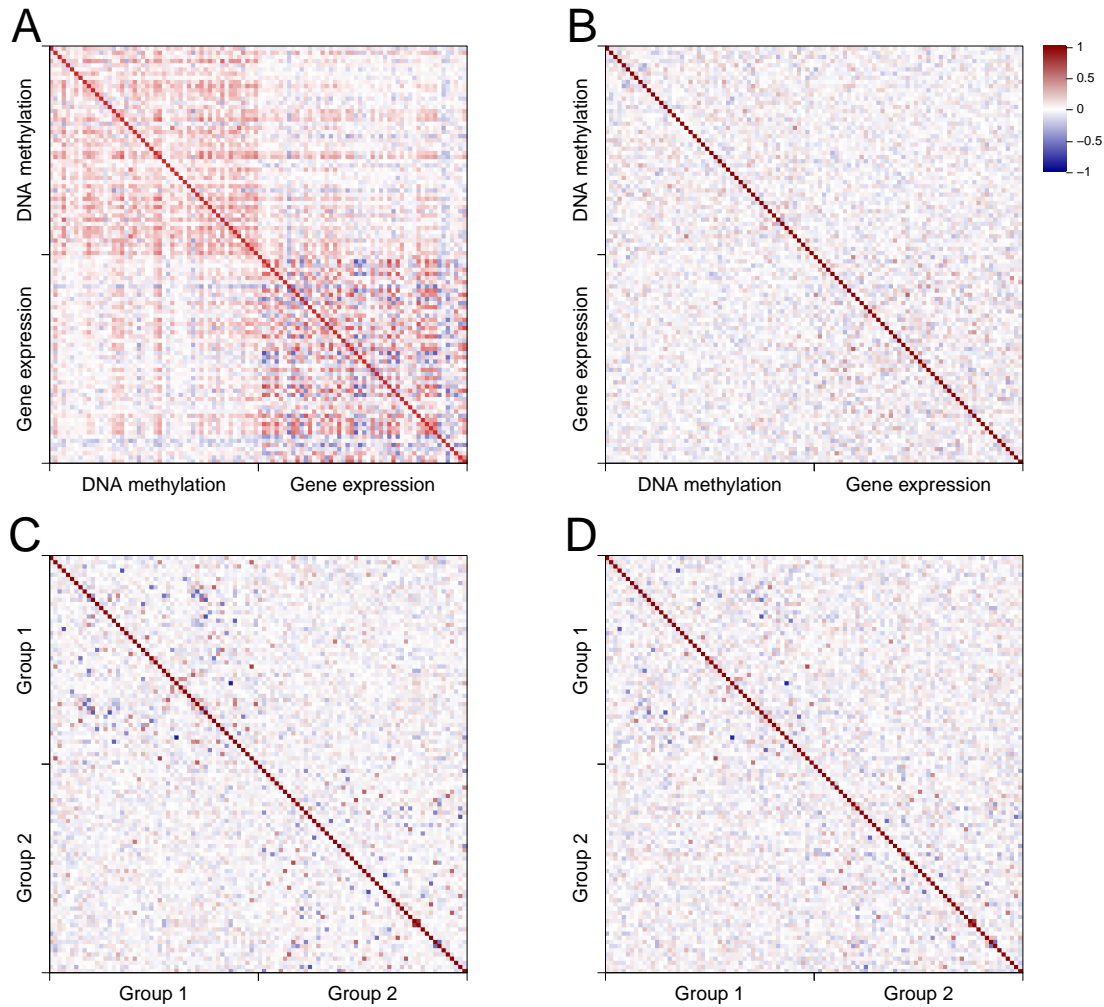 A
DNA methylation
Gene expression
DNA methylation
Gene expression
B
DNA methylation
Gene expression
DNA methylation
Gene expression
1
0.5
0
−0.5
−1
C
Group 1
Group 2
Group 1
Group 2
D
Group 1
Group 2
Group 1
Group 2